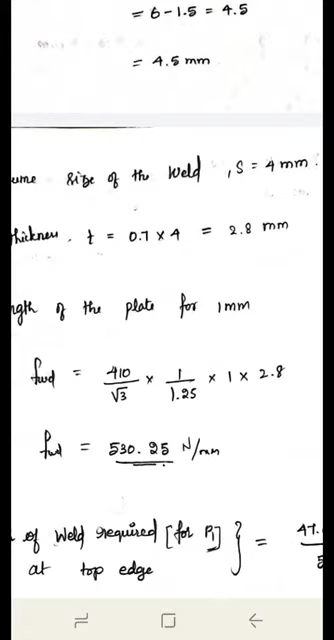 = 6 - 1.5 = 4.5
= 4.5 mm
ume size of the weld , S = 4 mm.
thickness, t = 0.7 x 4 = 2.8 mm
ngth of the plate for 1mm
fwd = 410/√3 x 1/1.25 x 1 x 2.8
fwd = 530.25 N/mm
of weld required [for P1] } = 47.
at top edge